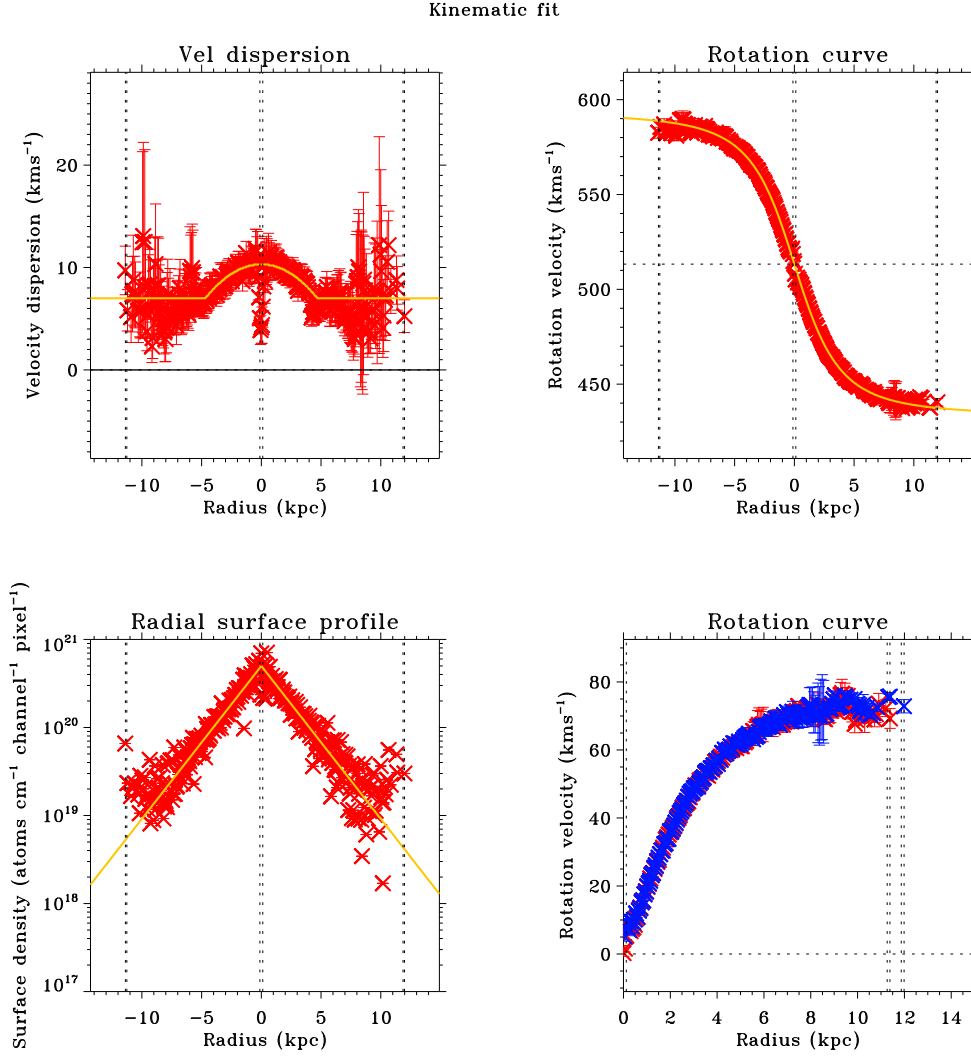 Kinematic fit
Vel dispersion
Velocity dispersion (kms⁻¹)
20
10
0
−10 −5 0 5 10
Radius (kpc)
Rotation curve
Rotation velocity (kms⁻¹)
600
550
500
450
−10 −5 0 5 10
Radius (kpc)
Radial surface profile
Surface density (atoms cm⁻¹ channel⁻¹ pixel⁻¹)
10²¹
10²⁰
10¹⁹
10¹⁸
10¹⁷
−10 −5 0 5 10
Radius (kpc)
Rotation curve
Rotation velocity (kms⁻¹)
80
60
40
20
0
0 2 4 6 8 10 12 14
Radius (kpc)